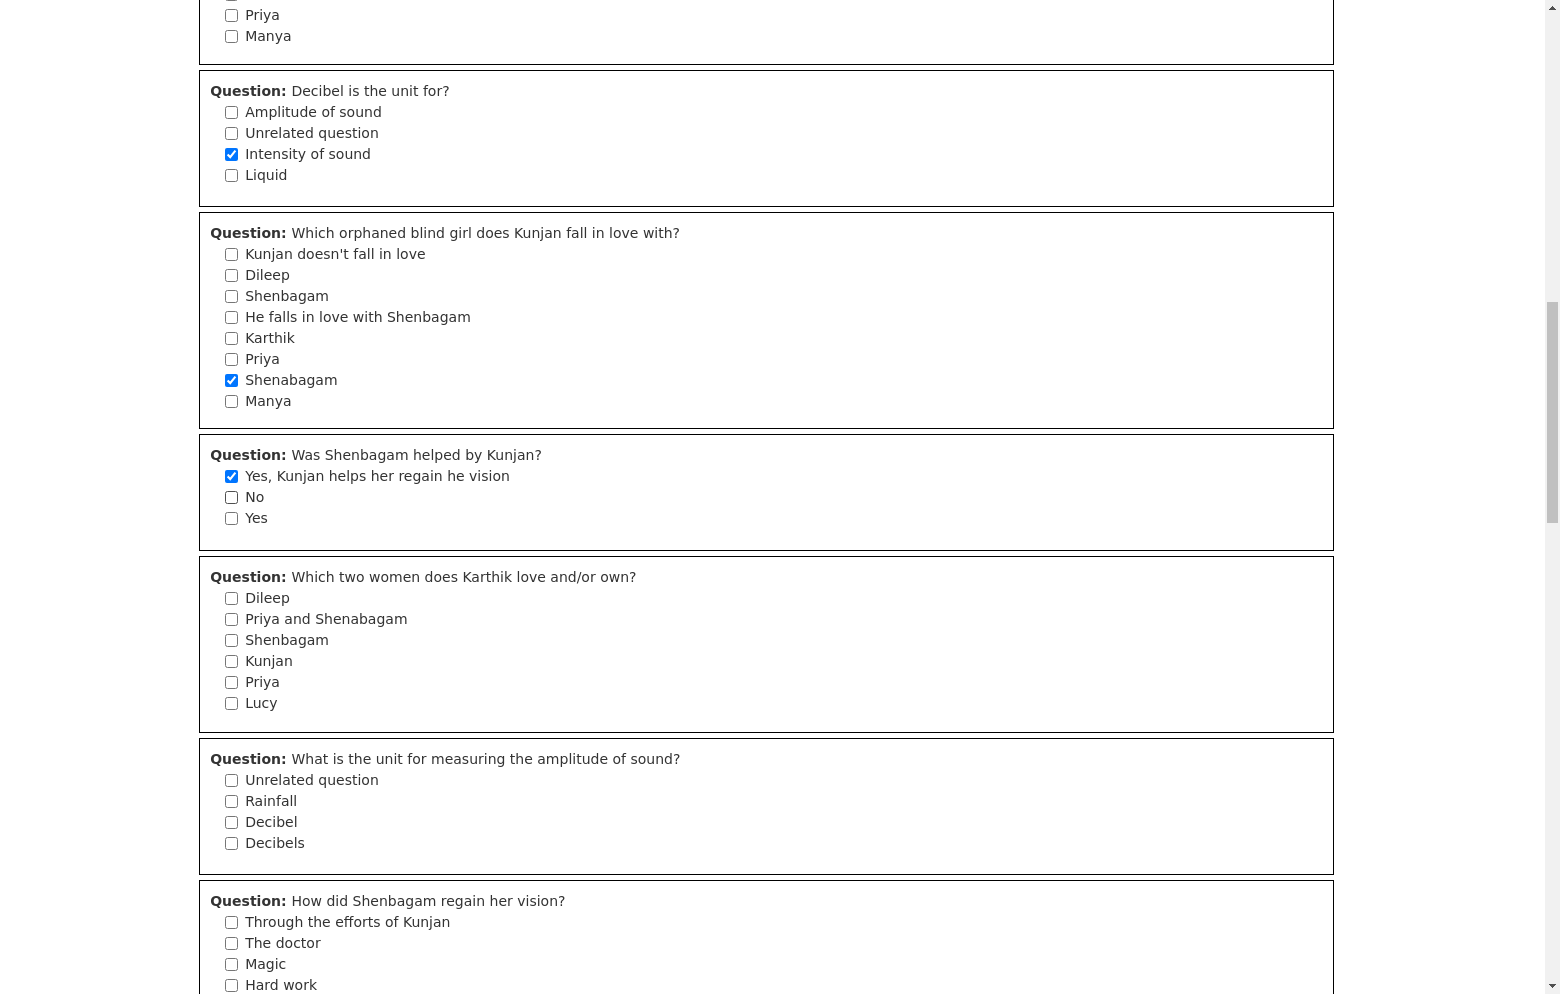 Priya
Manya
Question: Decibel is the unit for?
Amplitude of sound
Unrelated question
Intensity of sound
Liquid
Question: Which orphaned blind girl does Kunjan fall in love with?
Kunjan doesn't fall in love
Dileep
Shenbagam
He falls in love with Shenbagam
Karthik
Priya
Shenabagam
Manya
Question: Was Shenbagam helped by Kunjan?
Yes, Kunjan helps her regain he vision
No
Yes
Question: Which two women does Karthik love and/or own?
Dileep
Priya and Shenabagam
Shenbagam
Kunjan
Priya
Lucy
Question: What is the unit for measuring the amplitude of sound?
Unrelated question
Rainfall
Decibel
Decibels
Question: How did Shenbagam regain her vision?
Through the efforts of Kunjan
The doctor
Magic
Hard work